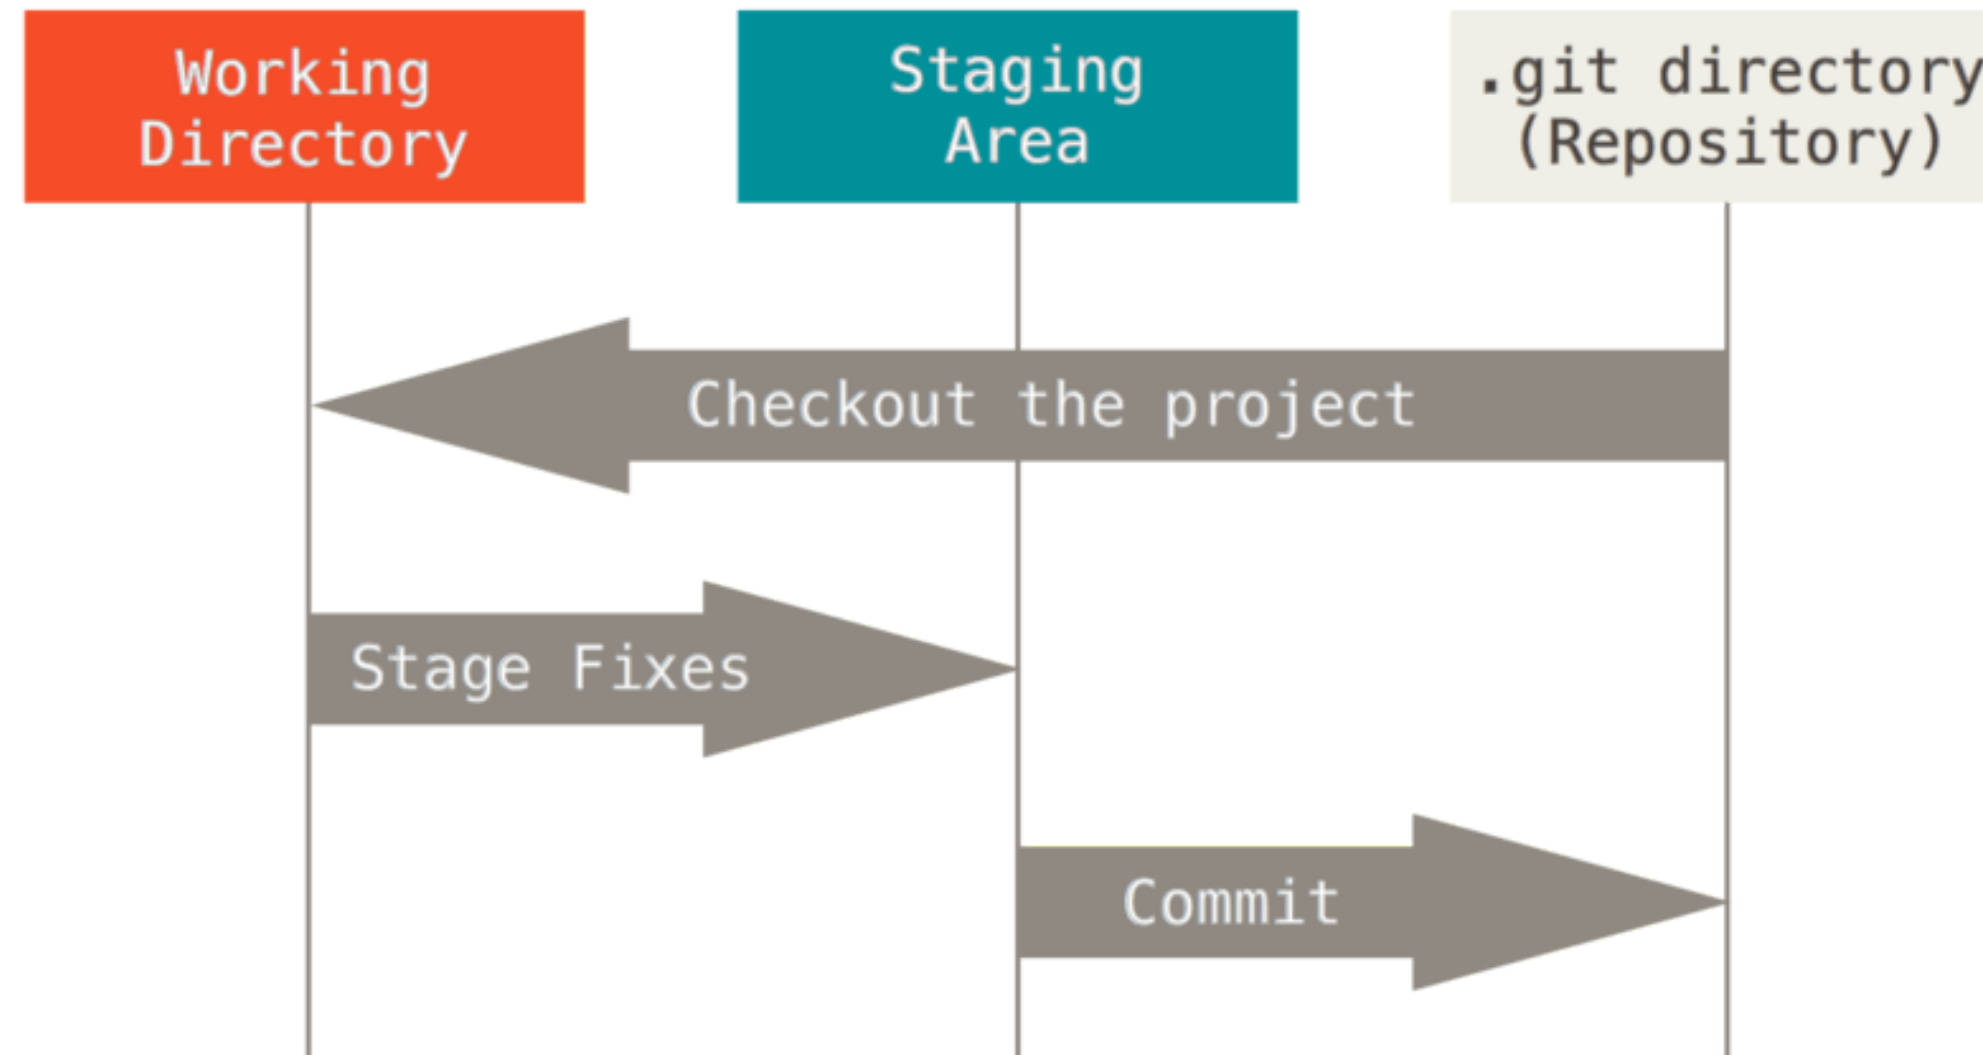 Working
Directory
Staging
Area
.git directory
(Repository)
Checkout the project
Stage Fixes
Commit